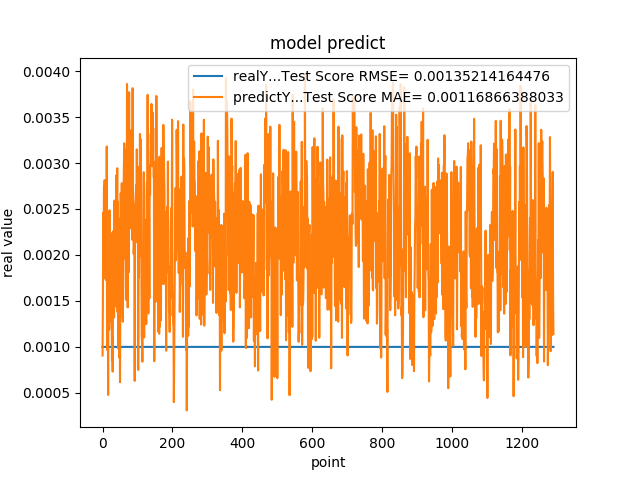 model predict
realY...Test Score RMSE= 0.00135214164476
predictY...Test Score MAE= 0.00116866388033
0.0040
0.0035
0.0030
0.0025
0.0020
0.0015
0.0010
0.0005
real value
0 200 400 600 800 1000 1200
point